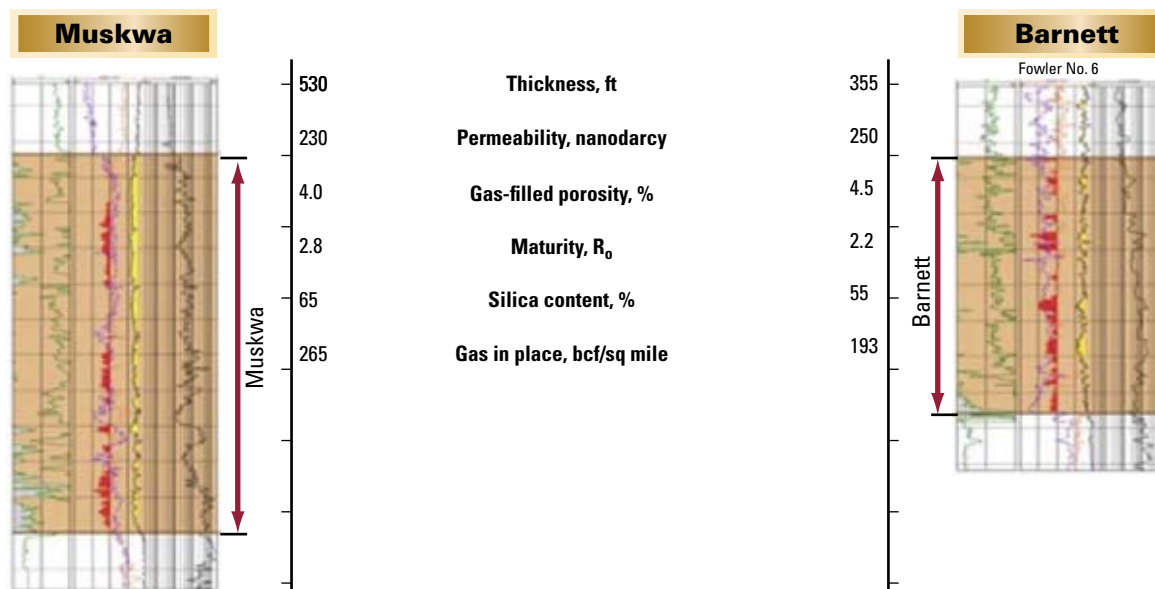 Muskwa
Barnett
Fowler No. 6
530 Thickness, ft 355
230 Permeability, nanodarcy 250
4.0 Gas-filled porosity, % 4.5
2.8 Maturity, Rₒ 2.2
65 Silica content, % 55
265 Gas in place, bcf/sq mile 193
Muskwa
Barnett